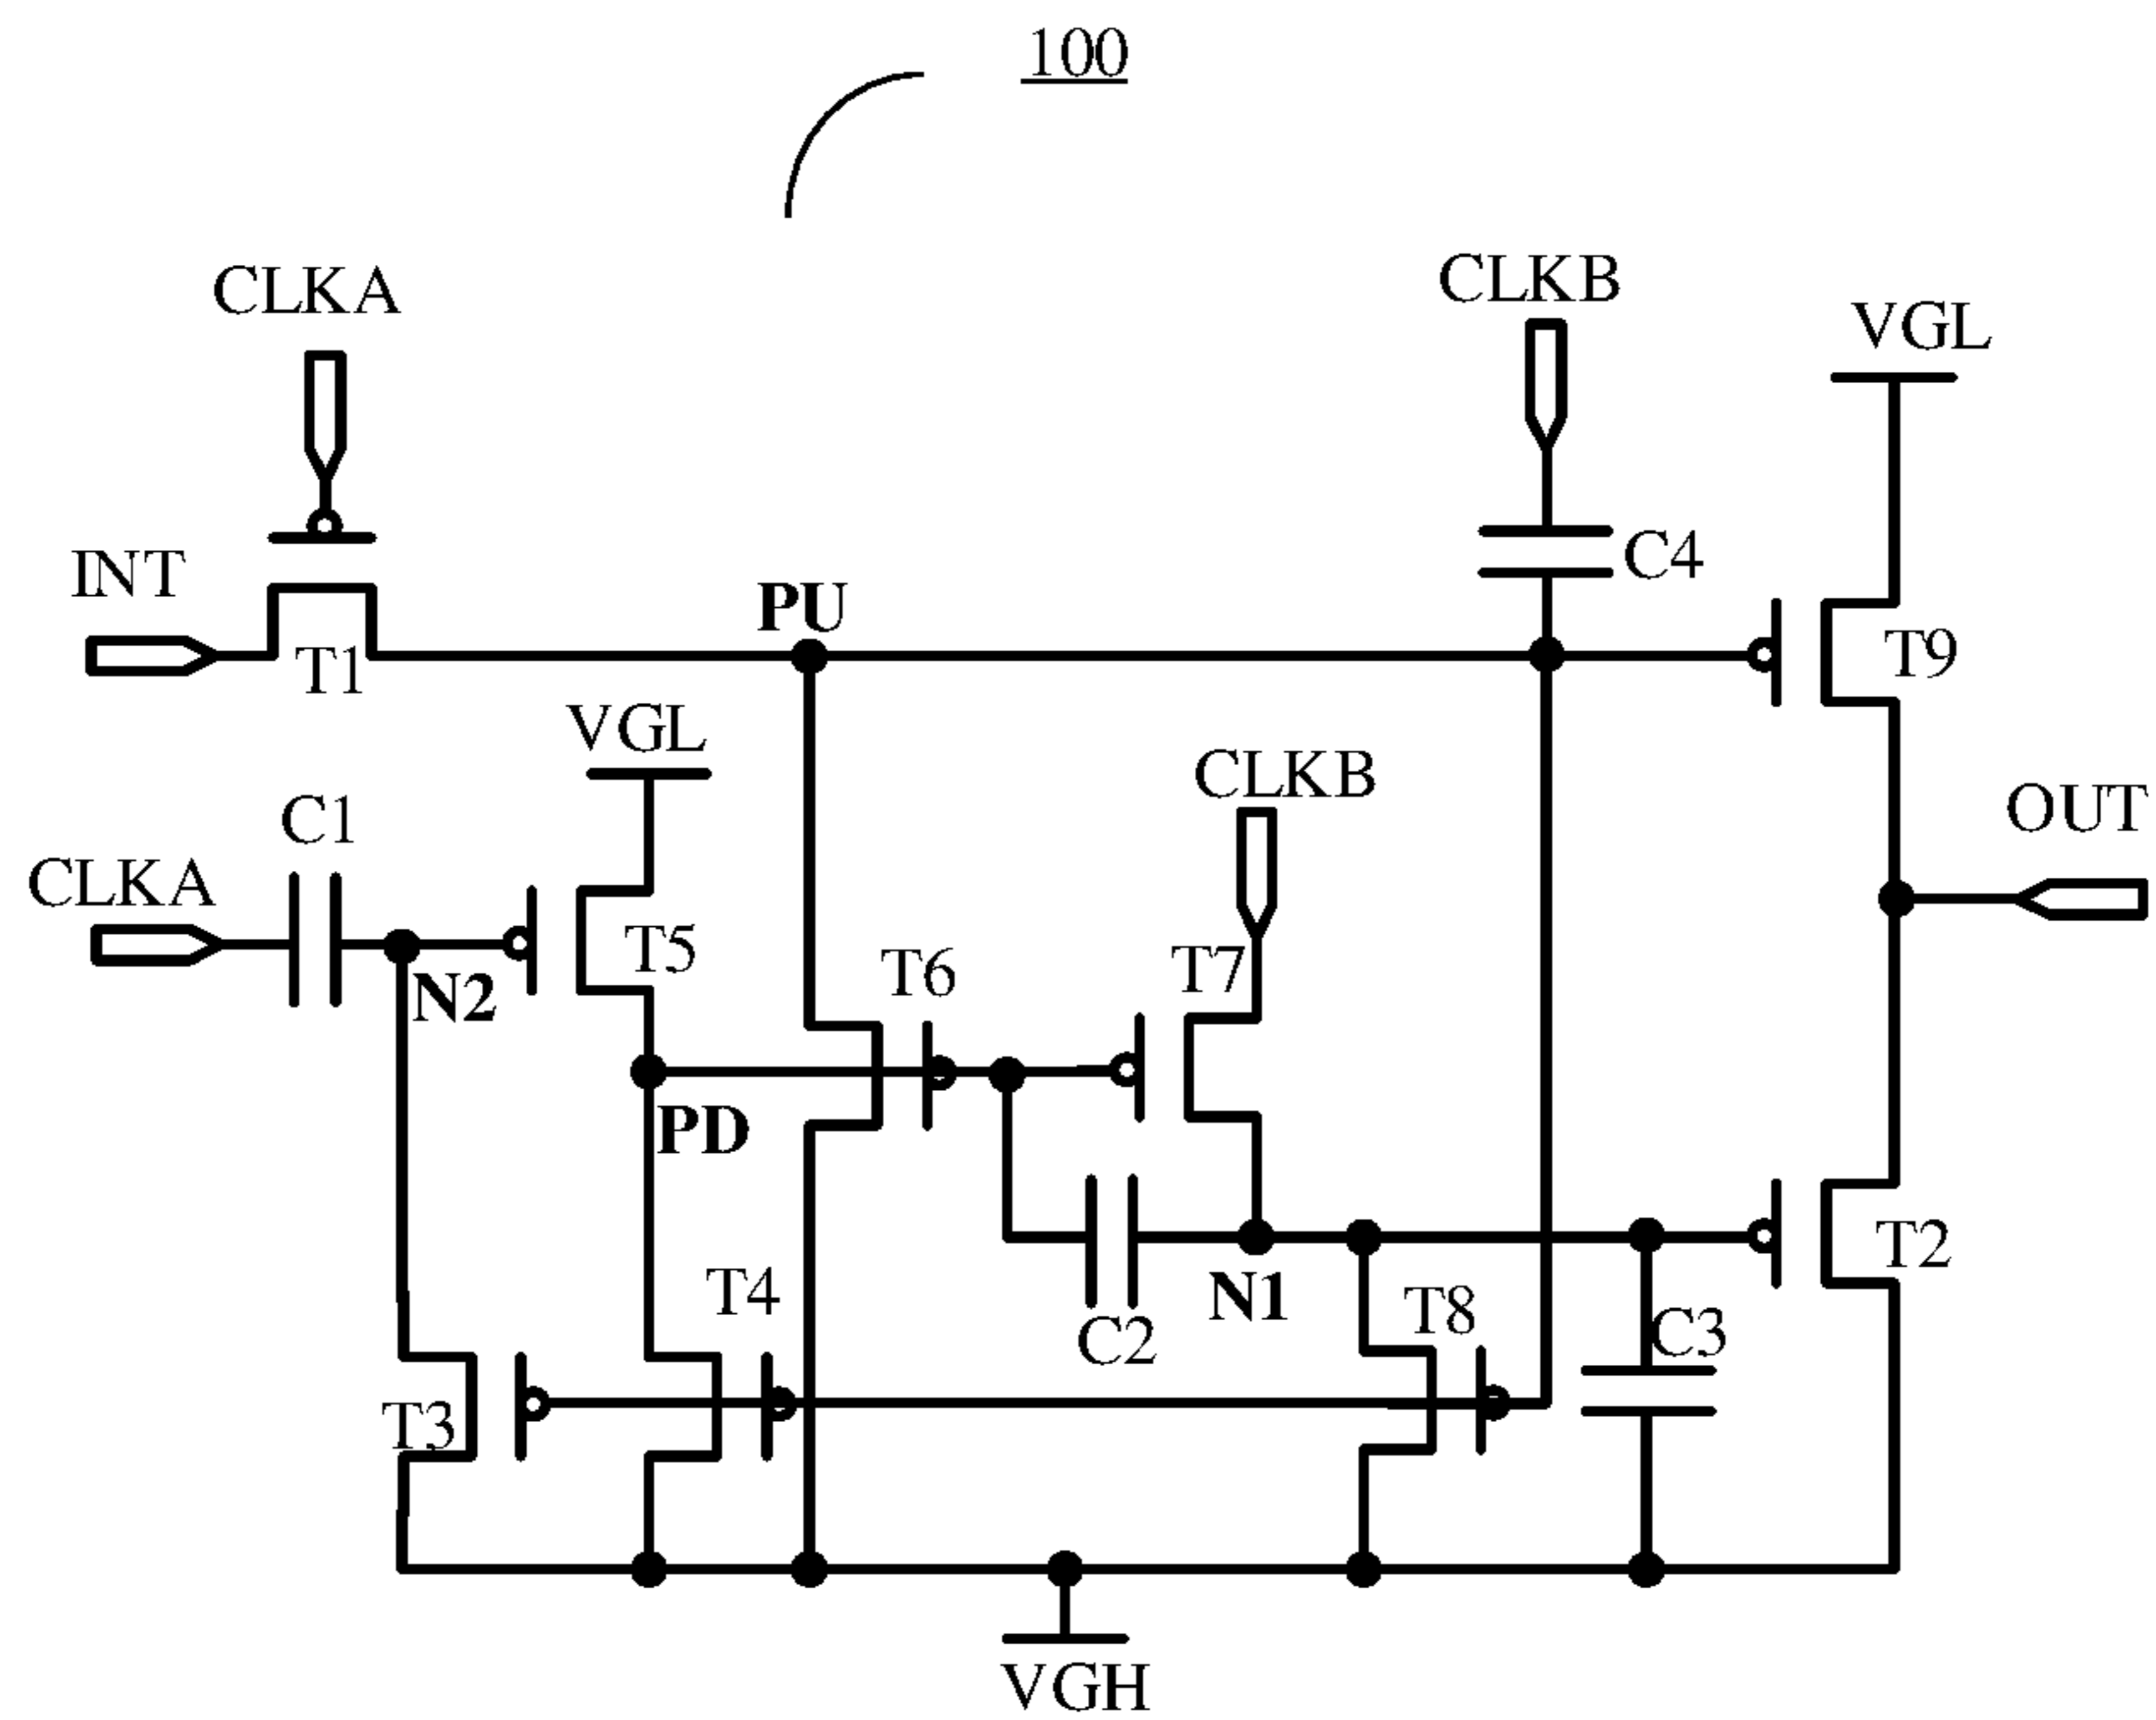 100
CLKA
CLKB
VGL
INT
T1
PU
C4
T9
VGL
CLKB
C1
OUT
CLKA
N2
T5
T6
T7
PD
T4
C2
N1
T8
C3
T2
T3
VGH